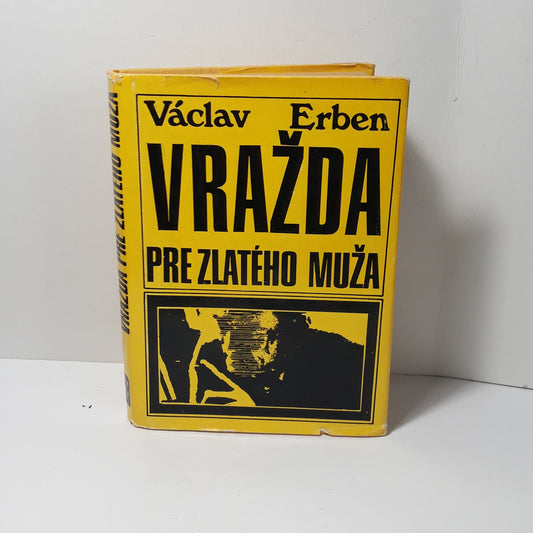 Václav Erben
VRAŽDA
PRE ZLATÉHO MUŽA
VRAŽDA PRE ZLATÉHO MUŽA